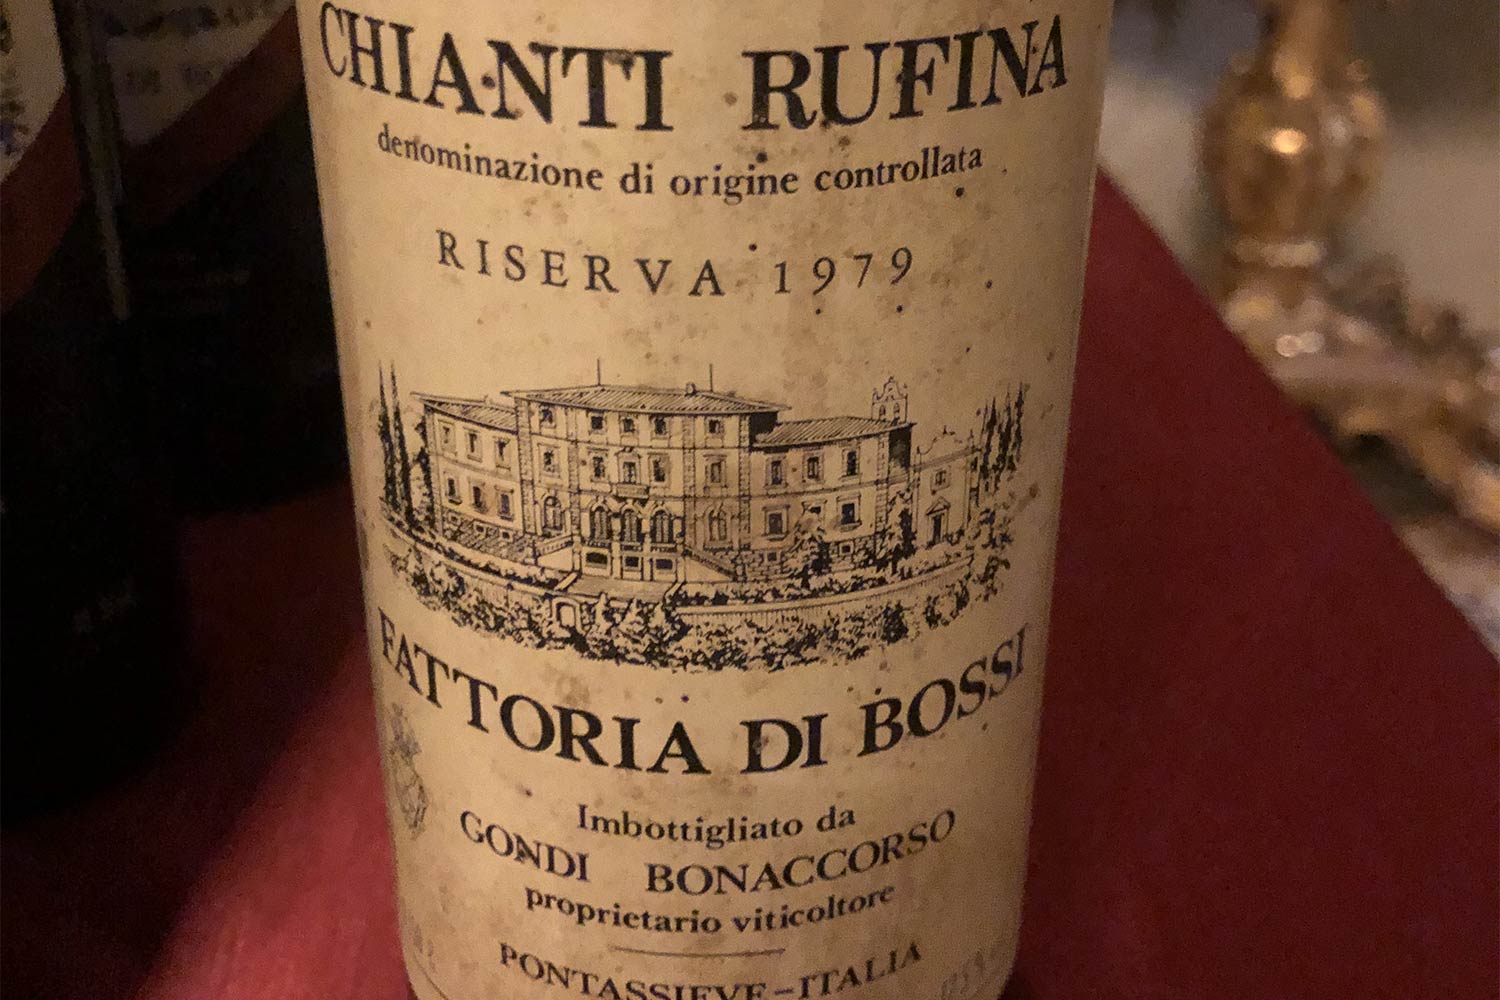 CHIANTI RUFINA
denominazione di origine controllata
RISERVA 1979
FATTORIA DI BOSSI
Imbottigliato da
GONDI BONACCORSO
proprietario viticoltore
PONTASSIEVE-ITALIA